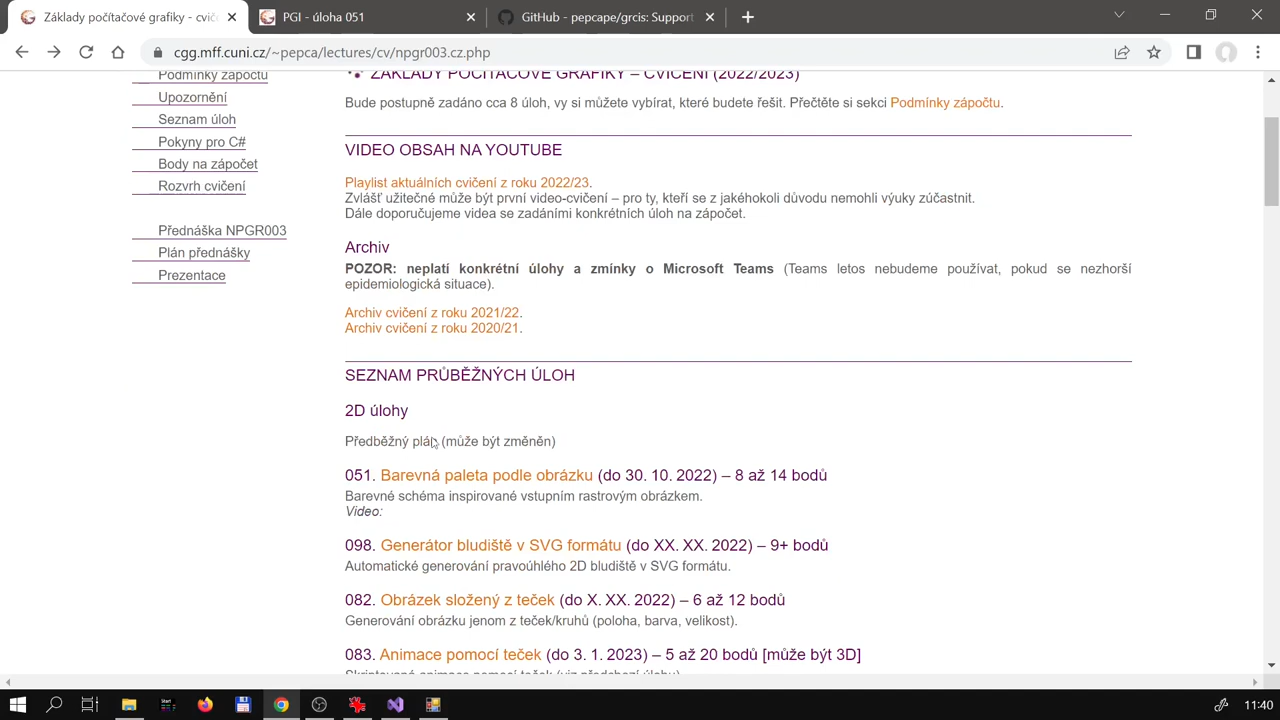 Základy počítačové grafiky - cvič
PGI - úloha 051
GitHub - pepcape/grcis: Support
cgg.mff.cuni.cz/~pepca/lectures/cv/npgr003.cz.php
Podmínky zápočtu
Upozornění
Seznam úloh
Pokyny pro C#
Body na zápočet
Rozvrh cvičení
Přednáška NPGR003
Plán přednášky
Prezentace
ZÁKLADY POČÍTAČOVÉ GRAFIKY – CVIČENÍ (2022/2023)
Bude postupně zadáno cca 8 úloh, vy si můžete vybírat, které budete řešit. Přečtěte si sekci Podmínky zápočtu.
VIDEO OBSAH NA YOUTUBE
Playlist aktuálních cvičení z roku 2022/23.
Zvlášť užitečné může být první video-cvičení – pro ty, kteří se z jakéhokoli důvodu nemohli výuky zúčastnit.
Dále doporučujeme videa se zadáními konkrétních úloh na zápočet.
Archiv
POZOR: neplatí konkrétní úlohy a zmínky o Microsoft Teams (Teams letos nebudeme používat, pokud se nezhorší
epidemiologická situace).
Archiv cvičení z roku 2021/22.
Archiv cvičení z roku 2020/21.
SEZNAM PRŮBĚŽNÝCH ÚLOH
2D úlohy
Předběžný plán (může být změněn)
051. Barevná paleta podle obrázku (do 30. 10. 2022) – 8 až 14 bodů
Barevné schéma inspirované vstupním rastrovým obrázkem.
Video:
098. Generátor bludiště v SVG formátu (do XX. XX. 2022) – 9+ bodů
Automatické generování pravoúhlého 2D bludiště v SVG formátu.
082. Obrázek složený z teček (do X. XX. 2022) – 6 až 12 bodů
Generování obrázku jenom z teček/kruhů (poloha, barva, velikost).
083. Animace pomocí teček (do 3. 1. 2023) – 5 až 20 bodů [může být 3D]
Skriptovaná animace pomocí teček (viz předchozí úlohu).
11:40